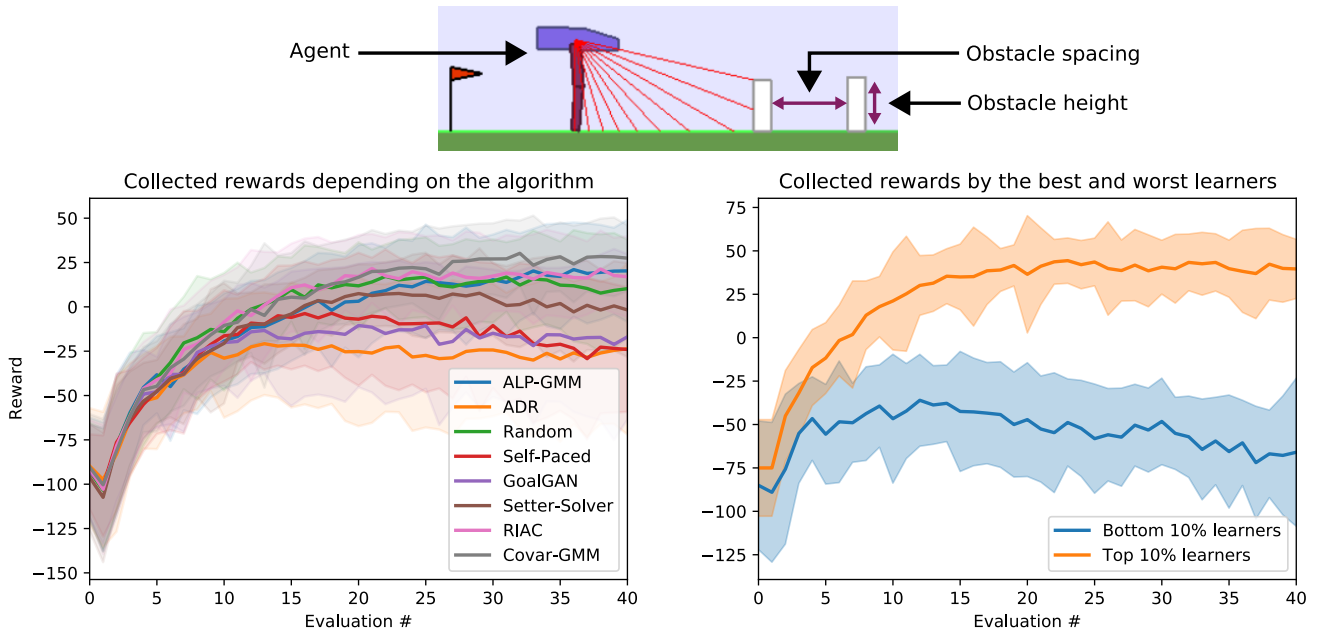 Agent
Obstacle spacing
Obstacle height
Collected rewards depending on the algorithm
Reward
50
25
0
−25
−50
−75
−100
−125
−150
ALP-GMM
ADR
Random
Self-Paced
GoalGAN
Setter-Solver
RIAC
Covar-GMM
0 5 10 15 20 25 30 35 40
Evaluation #
Collected rewards by the best and worst learners
75
50
25
0
−25
−50
−75
−100
−125
Bottom 10% learners
Top 10% learners
0 5 10 15 20 25 30 35 40
Evaluation #